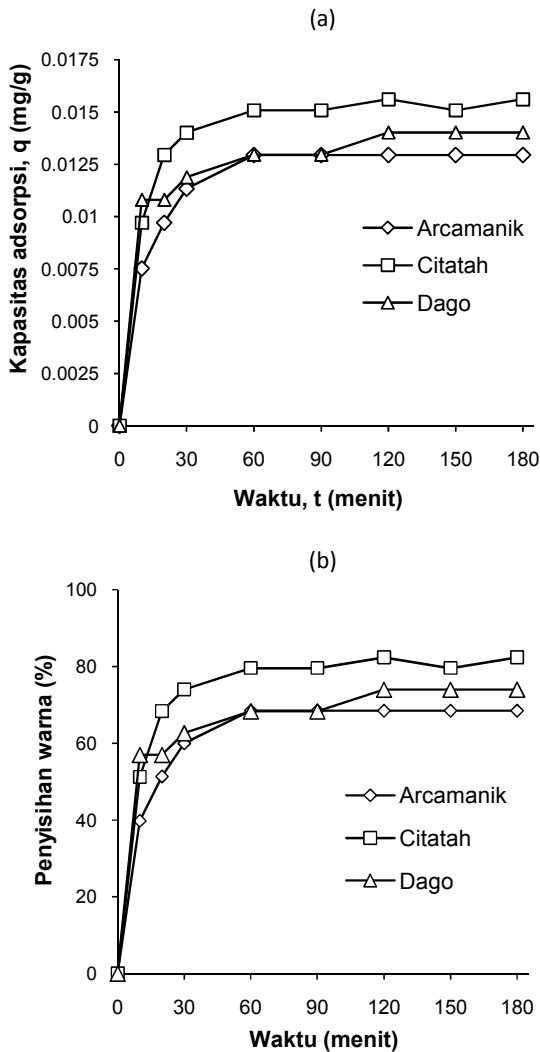 (a)
Kapasitas adsorpsi, q (mg/g)
0.0175
0.015
0.0125
0.01
0.0075
0.005
0.0025
0
Arcamanik
Citatah
Dago
0 30 60 90 120 150 180
Waktu, t (menit)
(b)
Penyisihan warna (%)
100
80
60
40
20
0
Arcamanik
Citatah
Dago
0 30 60 90 120 150 180
Waktu (menit)